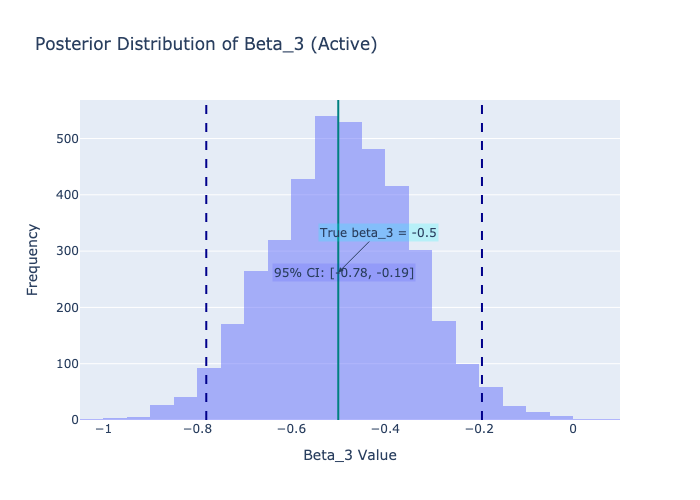 Posterior Distribution of Beta_3 (Active)
500
400
300
200
100
0
Frequency
True beta_3 = -0.5
95% CI: [-0.78, -0.19]
−1
−0.8
−0.6
−0.4
−0.2
0
Beta_3 Value